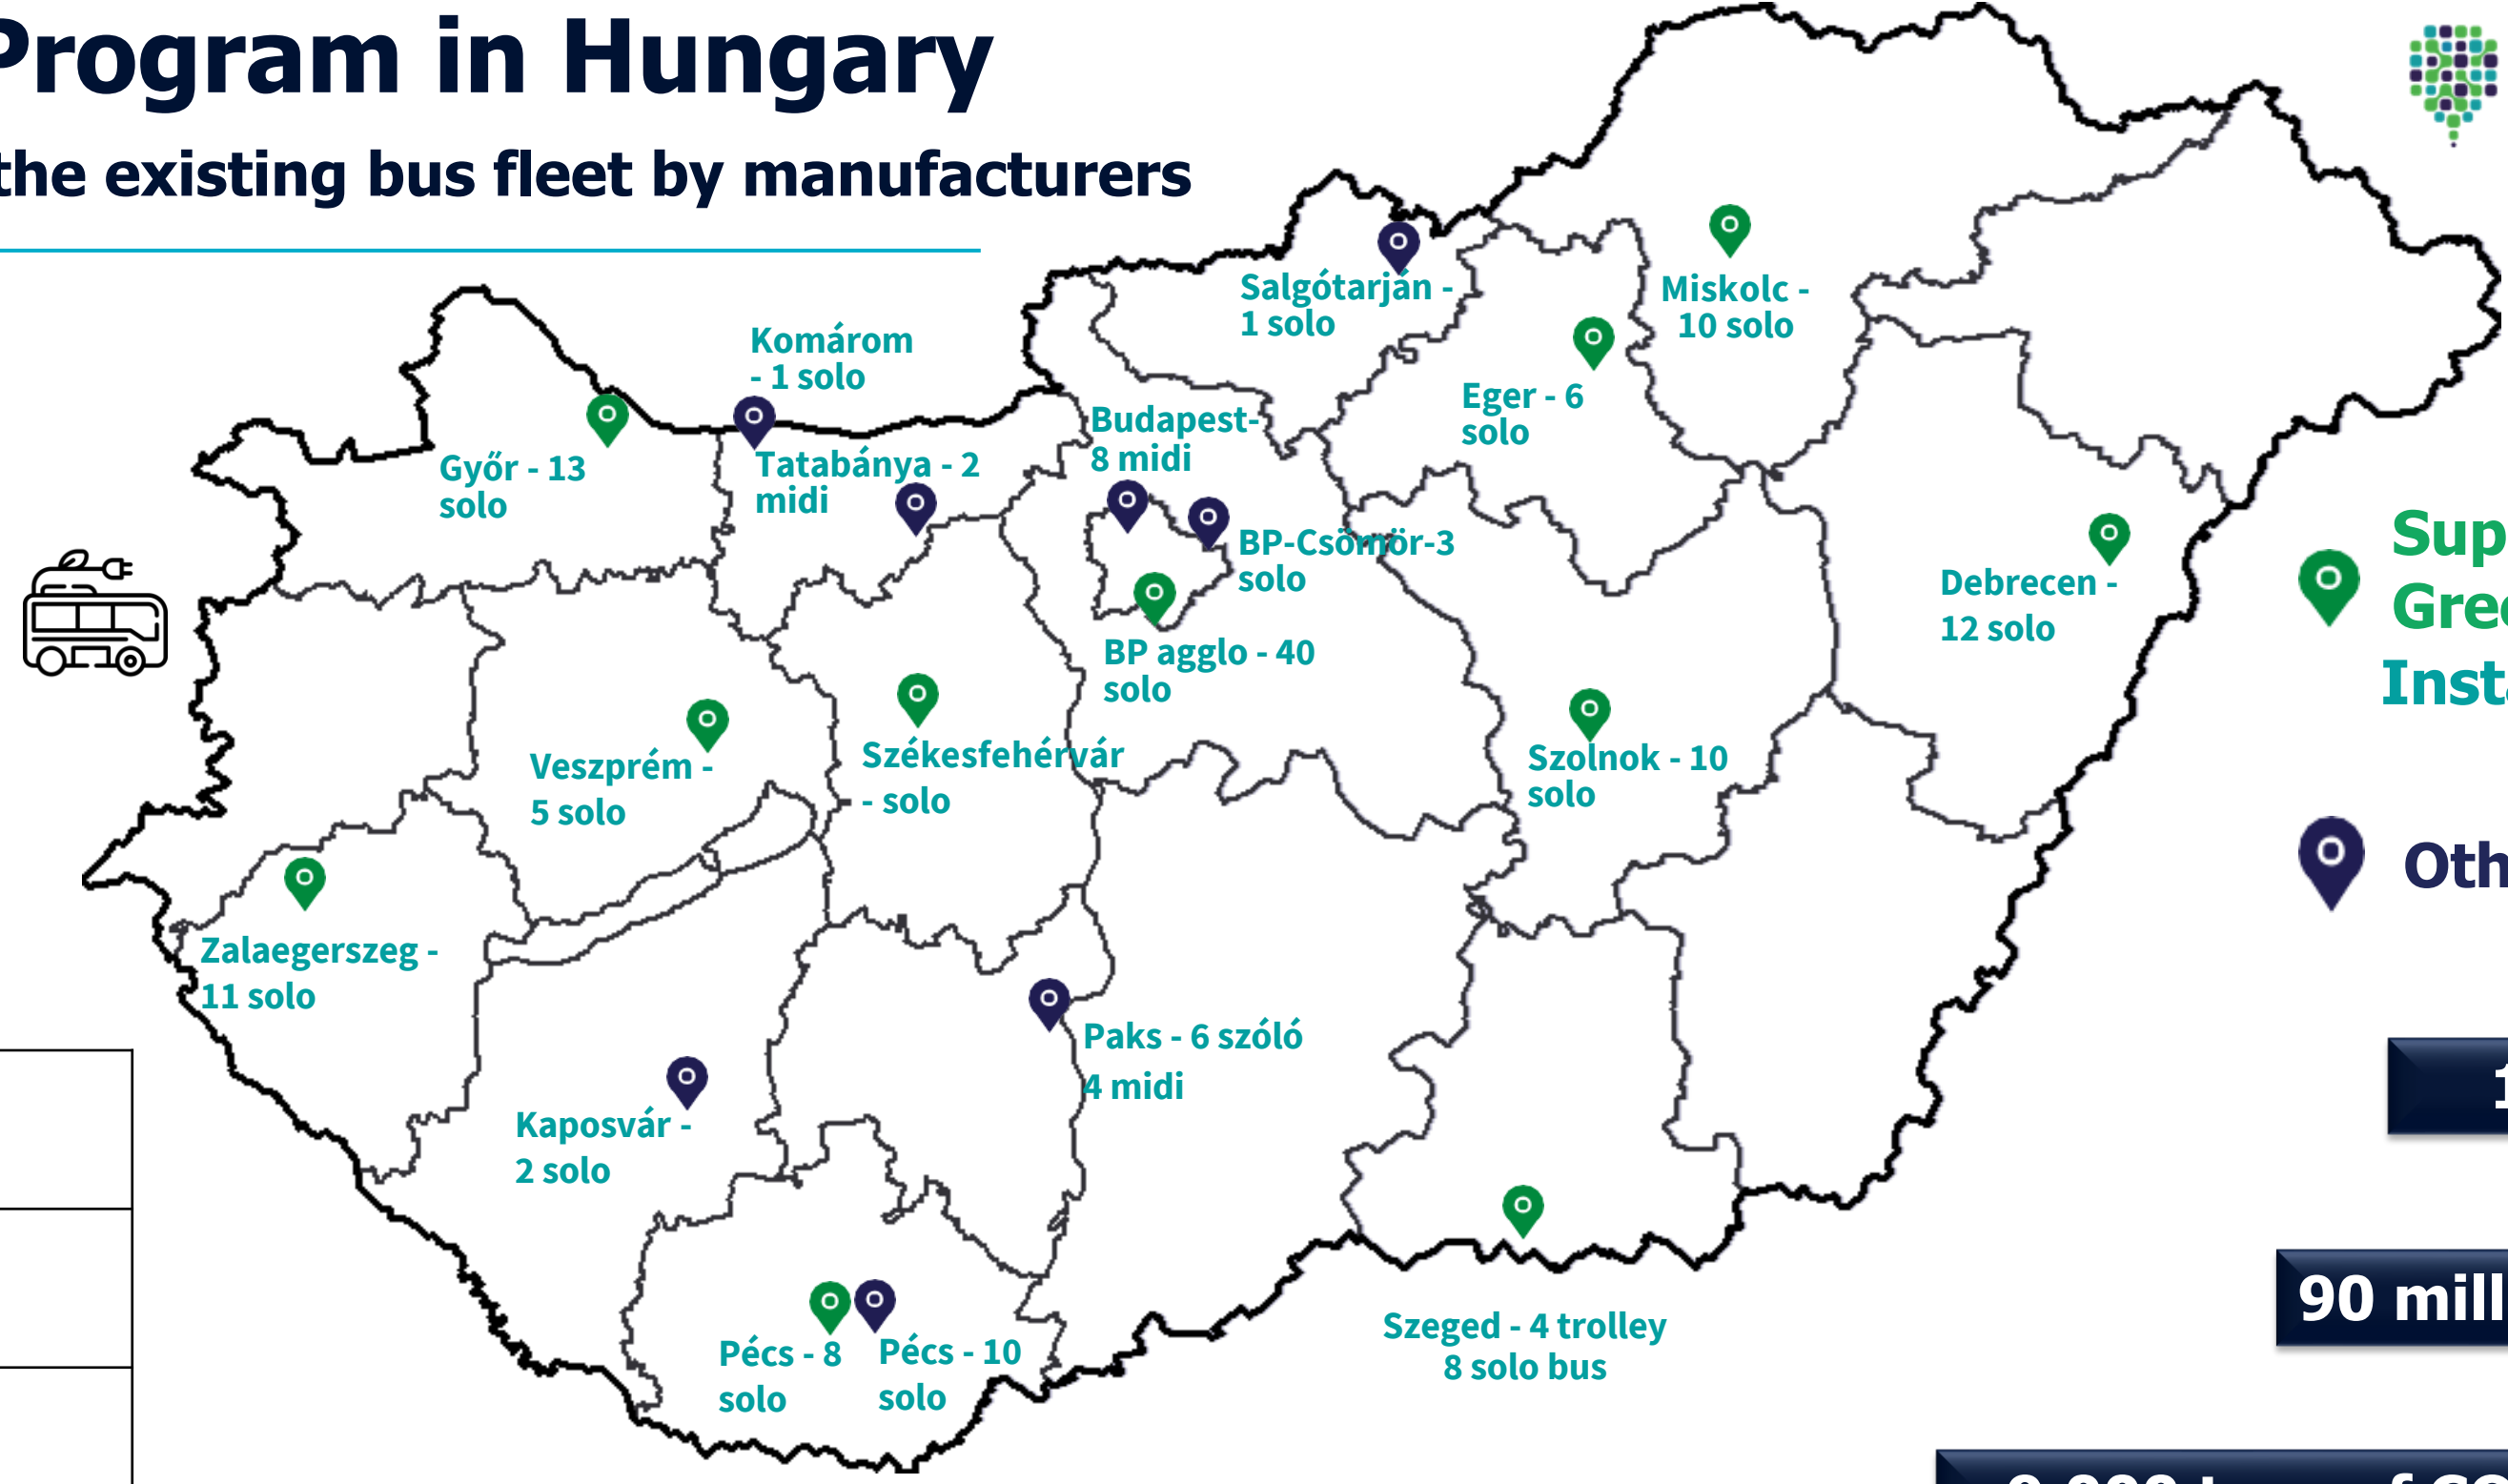 Program in Hungary
the existing bus fleet by manufacturers
Salgótarján -
1 solo
Miskolc -
10 solo
Komárom
- 1 solo
Eger - 6
solo
Budapest-
8 midi
Győr - 13
solo
Tatabánya - 2
midi
BP-Csömör-3
solo
Debrecen -
12 solo
BP agglo - 40
solo
Veszprém -
5 solo
Székesfehérvár
- solo
Szolnok - 10
solo
Zalaegerszeg -
11 solo
Paks - 6 szóló
4 midi
Kaposvár -
2 solo
Pécs - 8
solo
Pécs - 10
solo
Szeged - 4 trolley
8 solo bus
90 mill